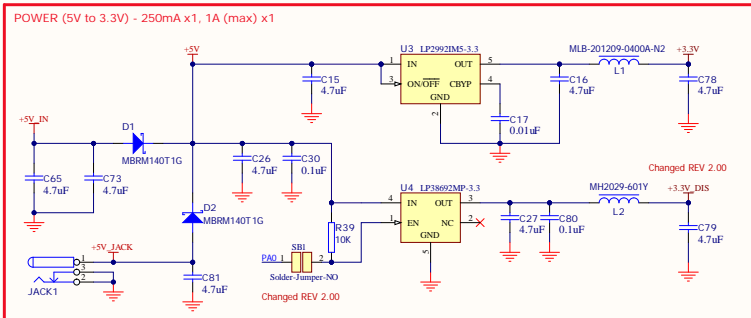 POWER (5V to 3.3V) - 250mA x1, 1A (max) x1
+5V
U3 LP2992IM5-3.3
1 IN OUT 5
3 ON/OFF CBYP 4
GND
2
C15
4.7uF
C17
0.01uF
C16
4.7uF
MLB-201209-0400A-N2
L1
+3.3V
C78
4.7uF
+5V_IN
D1
MBRM140T1G
C65
4.7uF
C73
4.7uF
C26
4.7uF
C30
0.1uF
D2
MBRM140T1G
+5V_JACK
1
3
2
JACK1
C81
4.7uF
R39
10K
PA0 1 SB1 2
Solder-Jumper-NO
Changed REV 2.00
U4 LP38692MP-3.3
4 IN OUT 3
1 EN NC 2
GND
5
C27
4.7uF
C80
0.1uF
Changed REV 2.00
MH2029-601Y
L2
+3.3V_DIS
C79
4.7uF